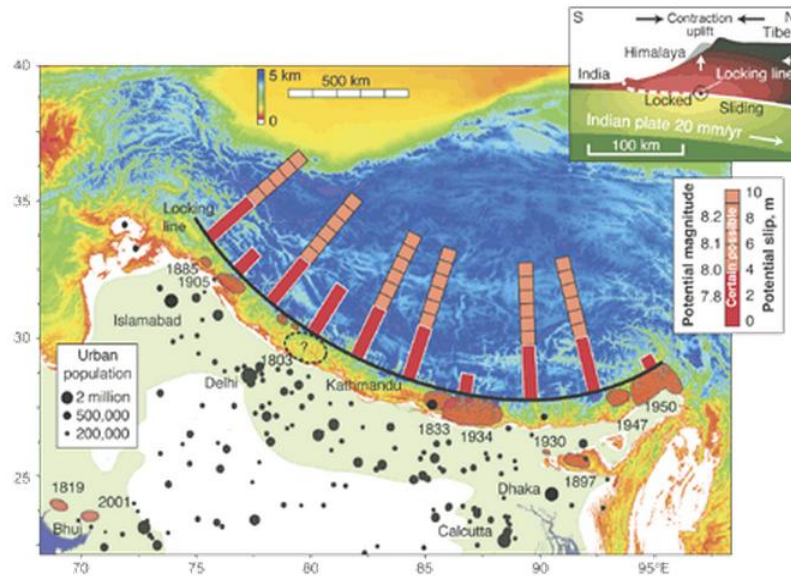 S
Contraction
uplift
N
Tibe
Himalaya
Locking line
India
Locked
Sliding
Indian plate 20 mm/yr
100 km
40
35
30
25
5 km
0
500 km
Locking
line
1885
1905
Islamabad
1803
Delhi
?
Kathmandu
Urban
population
2 million
500,000
200,000
1833
1934
1930
1947
1950
1897
Dhaka
Calcutta
1819
2001
Bhuj
Potential magnitude
8.2
8.1
8.0
7.8
Certain possible
10
8
6
4
2
0
Potential slip, m
70
75
80
85
90
95°E